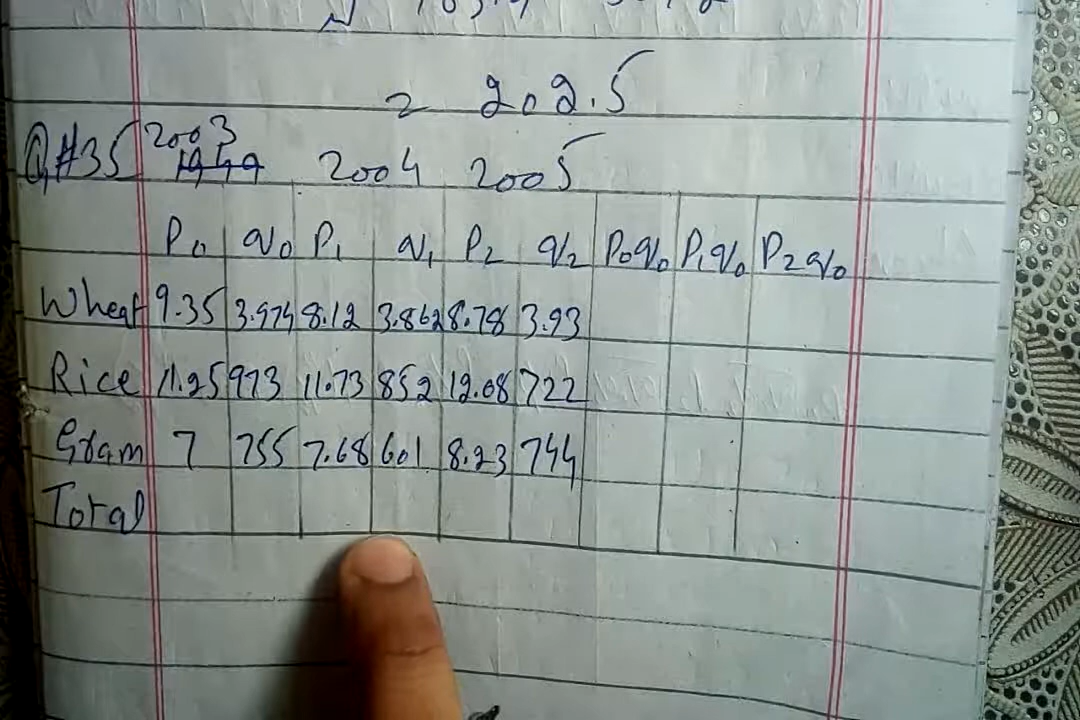 = 202.5
Q#35 2003 1949 2004 2005
P0 q0 P1 q1 P2 q2 P0q0 P1q0 P2q0
Wheat 9.35 3.974 8.12 3.862 8.78 3.93
Rice 11.25 973 11.73 852 12.08 722
Gram 7 755 7.68 601 8.23 744
Total